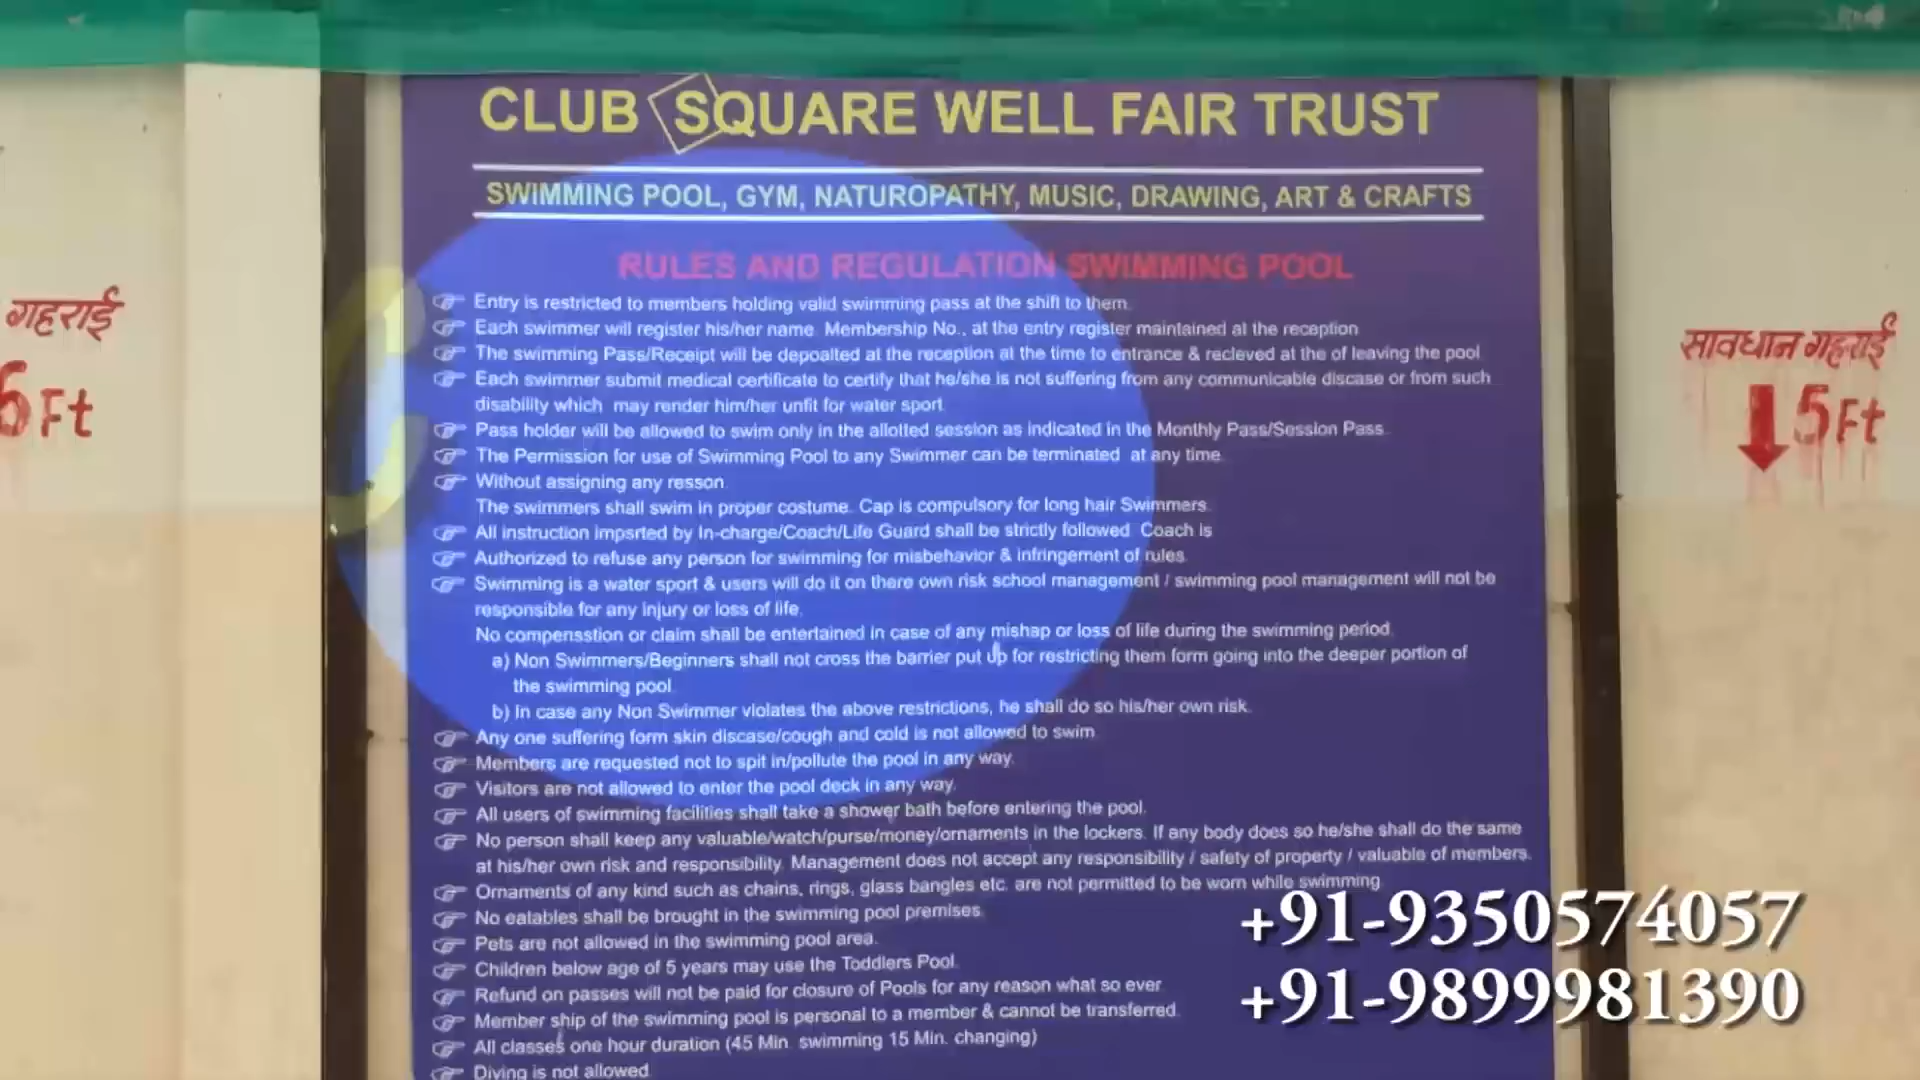 CLUB SQUARE WELL FAIR TRUST
SWIMMING POOL, GYM, NATUROPATHY, MUSIC, DRAWING, ART & CRAFTS
RULES AND REGULATION SWIMMING POOL
Entry is restricted to members holding valid swimming pass at the shift to them.
Each swimmer will register his/her name. Membership No., at the entry register maintained at the reception
The swimming Pass/Receipt will be depoalted at the reception at the time to entrance & recleved at the of leaving the pool
Each swimmer submit medical certificate to certify that he/she is not suffering from any communicable discase or from such
disability which may render him/her unfit for water sport.
Pass holder will be allowed to swim only in the allotted session as indicated in the Monthly Pass/Session Pass.
The Permission for use of Swimming Pool to any Swimmer can be terminated at any time.
Without assigning any resson.
The swimmers shall swim in proper costume. Cap is compulsory for long hair Swimmers.
All instruction impsrted by In-charge/Coach/Life Guard shall be strictly followed. Coach is
Authorized to refuse any person for swimming for misbehavior & infringement of rules.
Swimming is a water sport & users will do it on there own risk school management / swimming pool management will not be
responsible for any injury or loss of life.
No compensstion or claim shall be entertained in case of any mishap or loss of life during the swimming period.
a) Non Swimmers/Beginners shall not cross the barrier put up for restricting them form going into the deeper portion of
the swimming pool.
b) In case any Non Swimmer violates the above restrictions, he shall do so his/her own risk.
Any one suffering form skin discase/cough and cold is not allowed to swim.
Members are requested not to spit in/pollute the pool in any way.
Visitors are not allowed to enter the pool deck in any way.
All users of swimming facilities shall take a shower bath before entering the pool.
No person shall keep any valuable/watch/purse/money/ornaments in the lockers. If any body does so he/she shall do the same
at his/her own risk and responsibility. Management does not accept any responsibility / safety of property / valuable of members.
Ornaments of any kind such as chains, rings, glass bangles etc. are not permitted to be worn while swimming.
No eatables shall be brought in the swimming pool premises.
Pets are not allowed in the swimming pool area.
Children below age of 5 years may use the Toddlers Pool.
Refund on passes will not be paid for closure of Pools for any reason what so ever.
Member ship of the swimming pool is personal to a member & cannot be transferred.
All classes one hour duration (45 Min. swimming 15 Min. changing)
Diving is not allowed
गहराई
6 Ft
सावधान गहराई
5 Ft
+91-9350574057
+91-9899981390